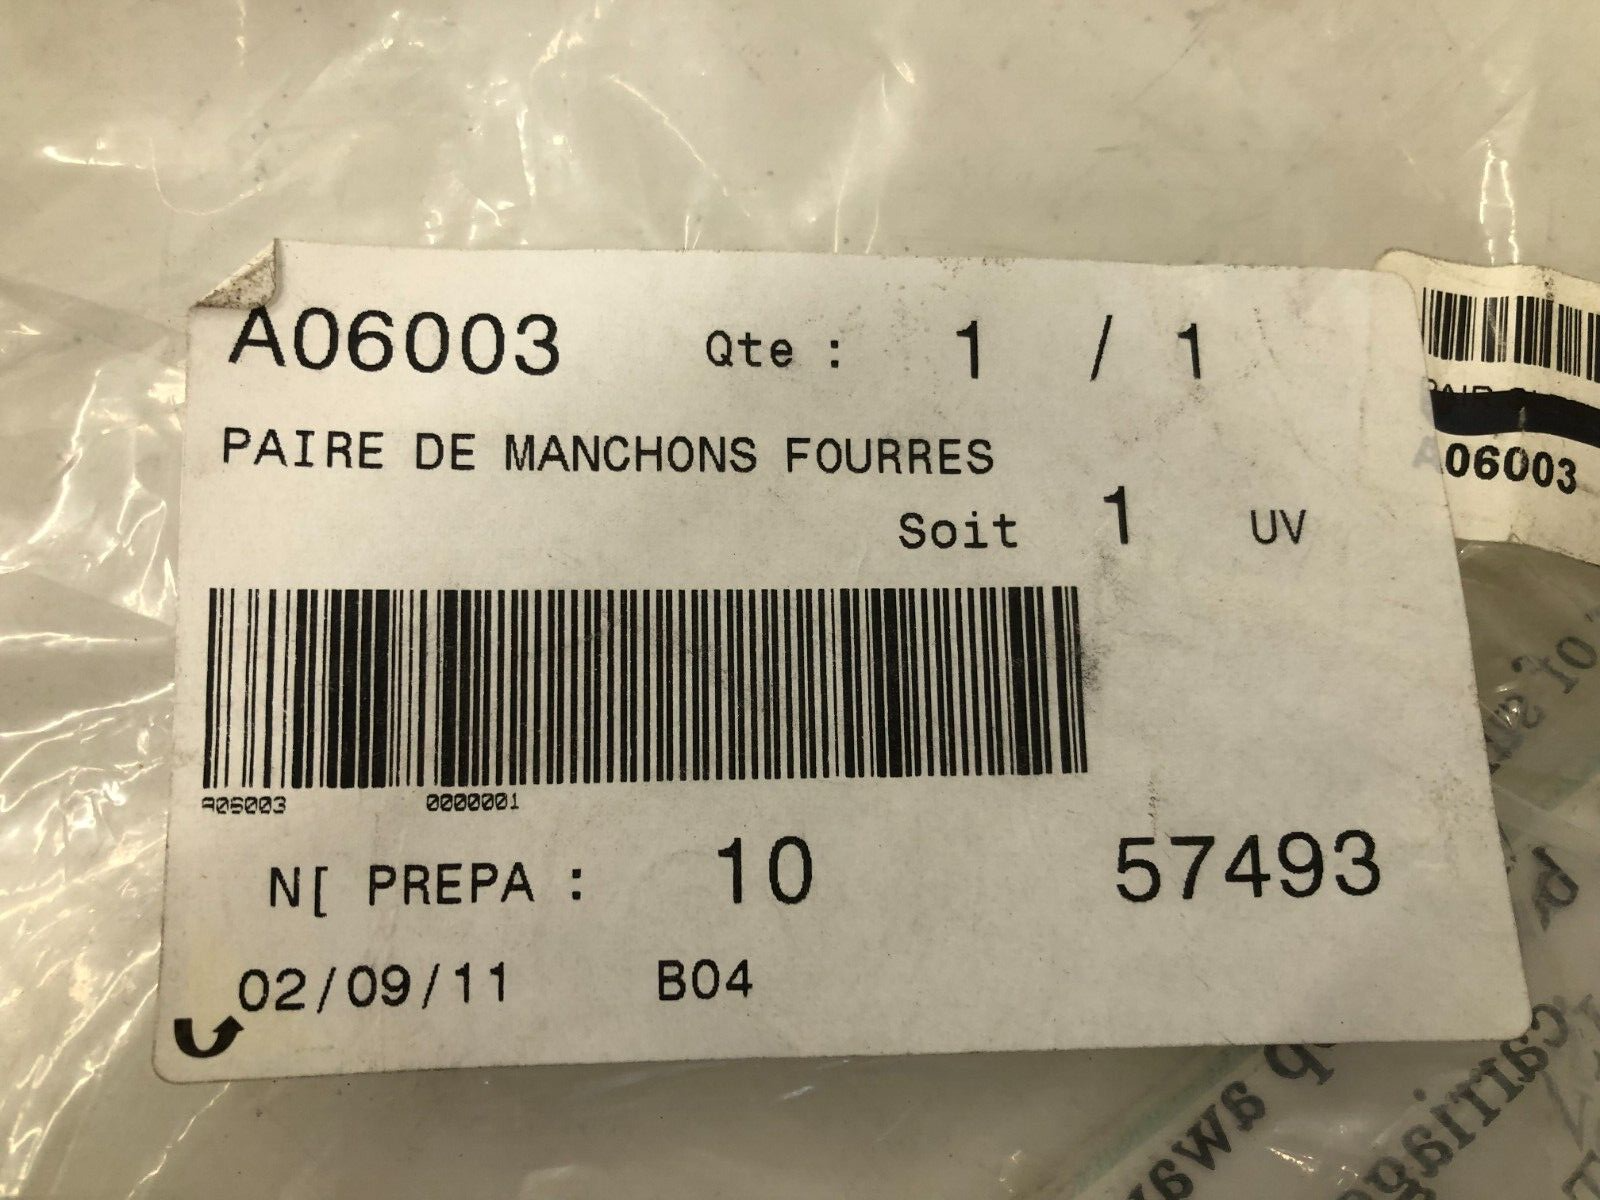 A06003 Qte : 1 / 1
PAIRE DE MANCHONS FOURRES
Soit 1 UV
A06003 0000001
N[ PREPA : 10 57493
02/09/11 B04
A06003
away